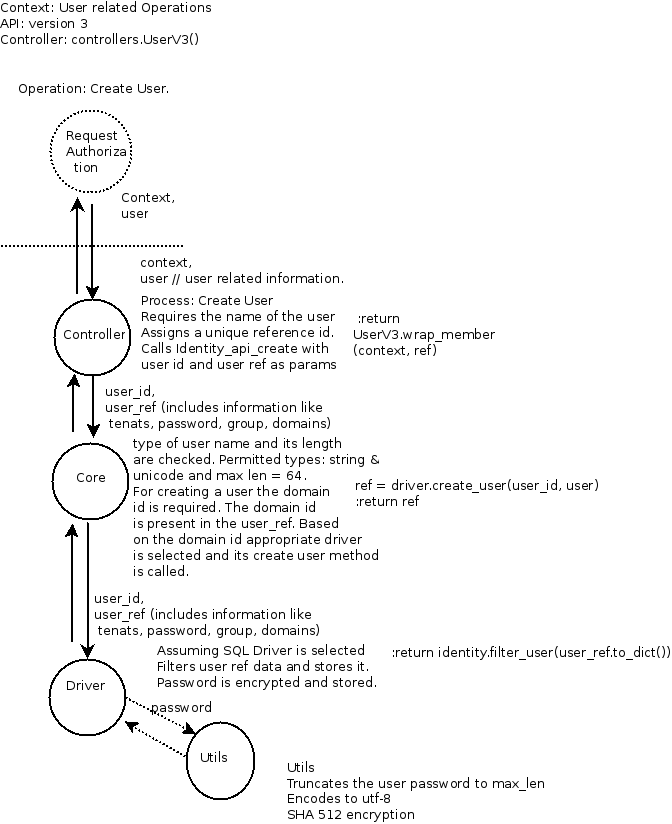 Context: User related Operations
API: version 3
Controller: controllers.UserV3()
Operation: Create User.
Request
Authoriza
tion
Context,
user
context,
user // user related information.
Process: Create User
Requires the name of the user
Assigns a unique reference id.
Calls Identity_api_create with
user id and user ref as params
:return
UserV3.wrap_member
(context, ref)
Controller
user_id,
user_ref (includes information like
tenats, password, group, domains)
type of user name and its length
are checked. Permitted types: string &
unicode and max len = 64.
For creating a user the domain
id is required. The domain id
is present in the user_ref. Based
on the domain id appropriate driver
is selected and its create user method
is called.
Core
ref = driver.create_user(user_id, user)
:return ref
user_id,
user_ref (includes information like
tenats, password, group, domains)
Assuming SQL Driver is selected
Filters user ref data and stores it.
Password is encrypted and stored.
:return identity.filter_user(user_ref.to_dict())
Driver
password
Utils
Utils
Truncates the user password to max_len
Encodes to utf-8
SHA 512 encryption